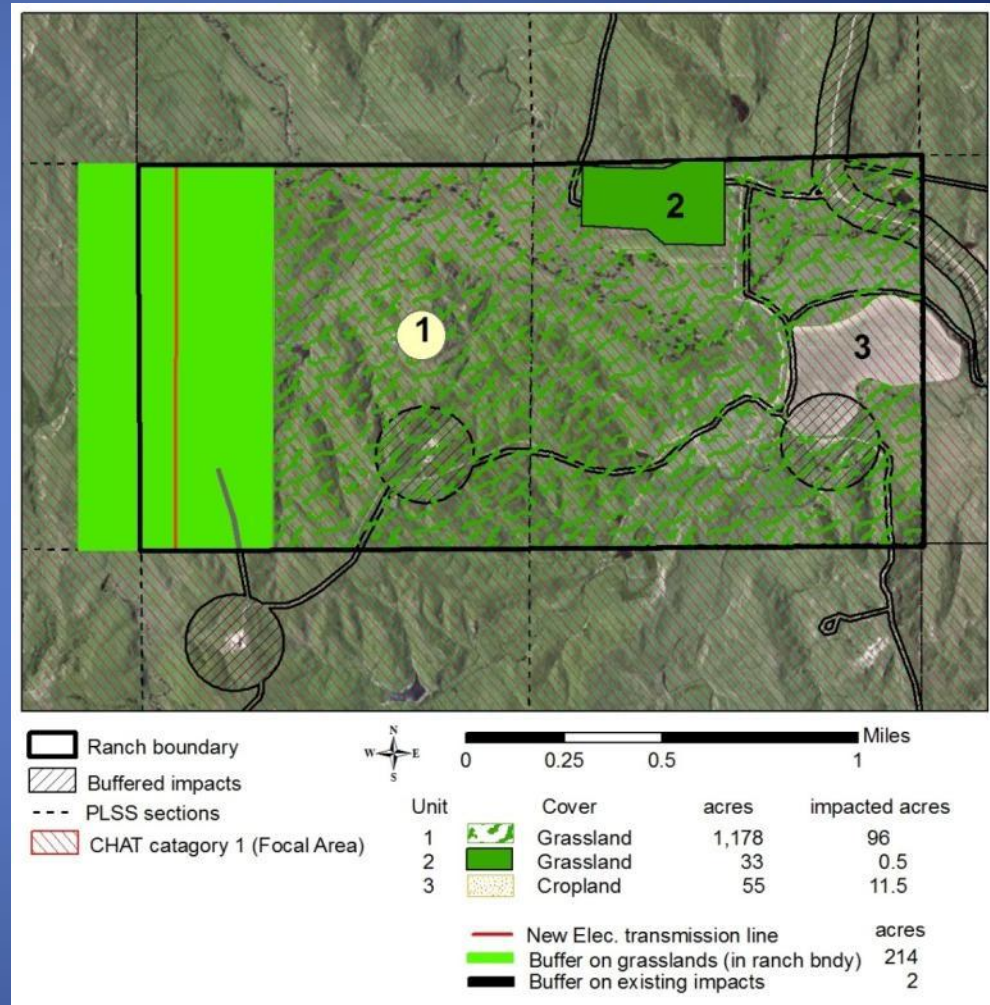 1
2
3
Ranch boundary
Buffered impacts
PLSS sections
CHAT catagory 1 (Focal Area)
N
W E
S
Miles
0 0.25 0.5 1
Unit Cover acres impacted acres
1 Grassland 1,178 96
2 Grassland 33 0.5
3 Cropland 55 11.5
acres
New Elec. transmission line
Buffer on grasslands (in ranch bndy) 214
Buffer on existing impacts 2